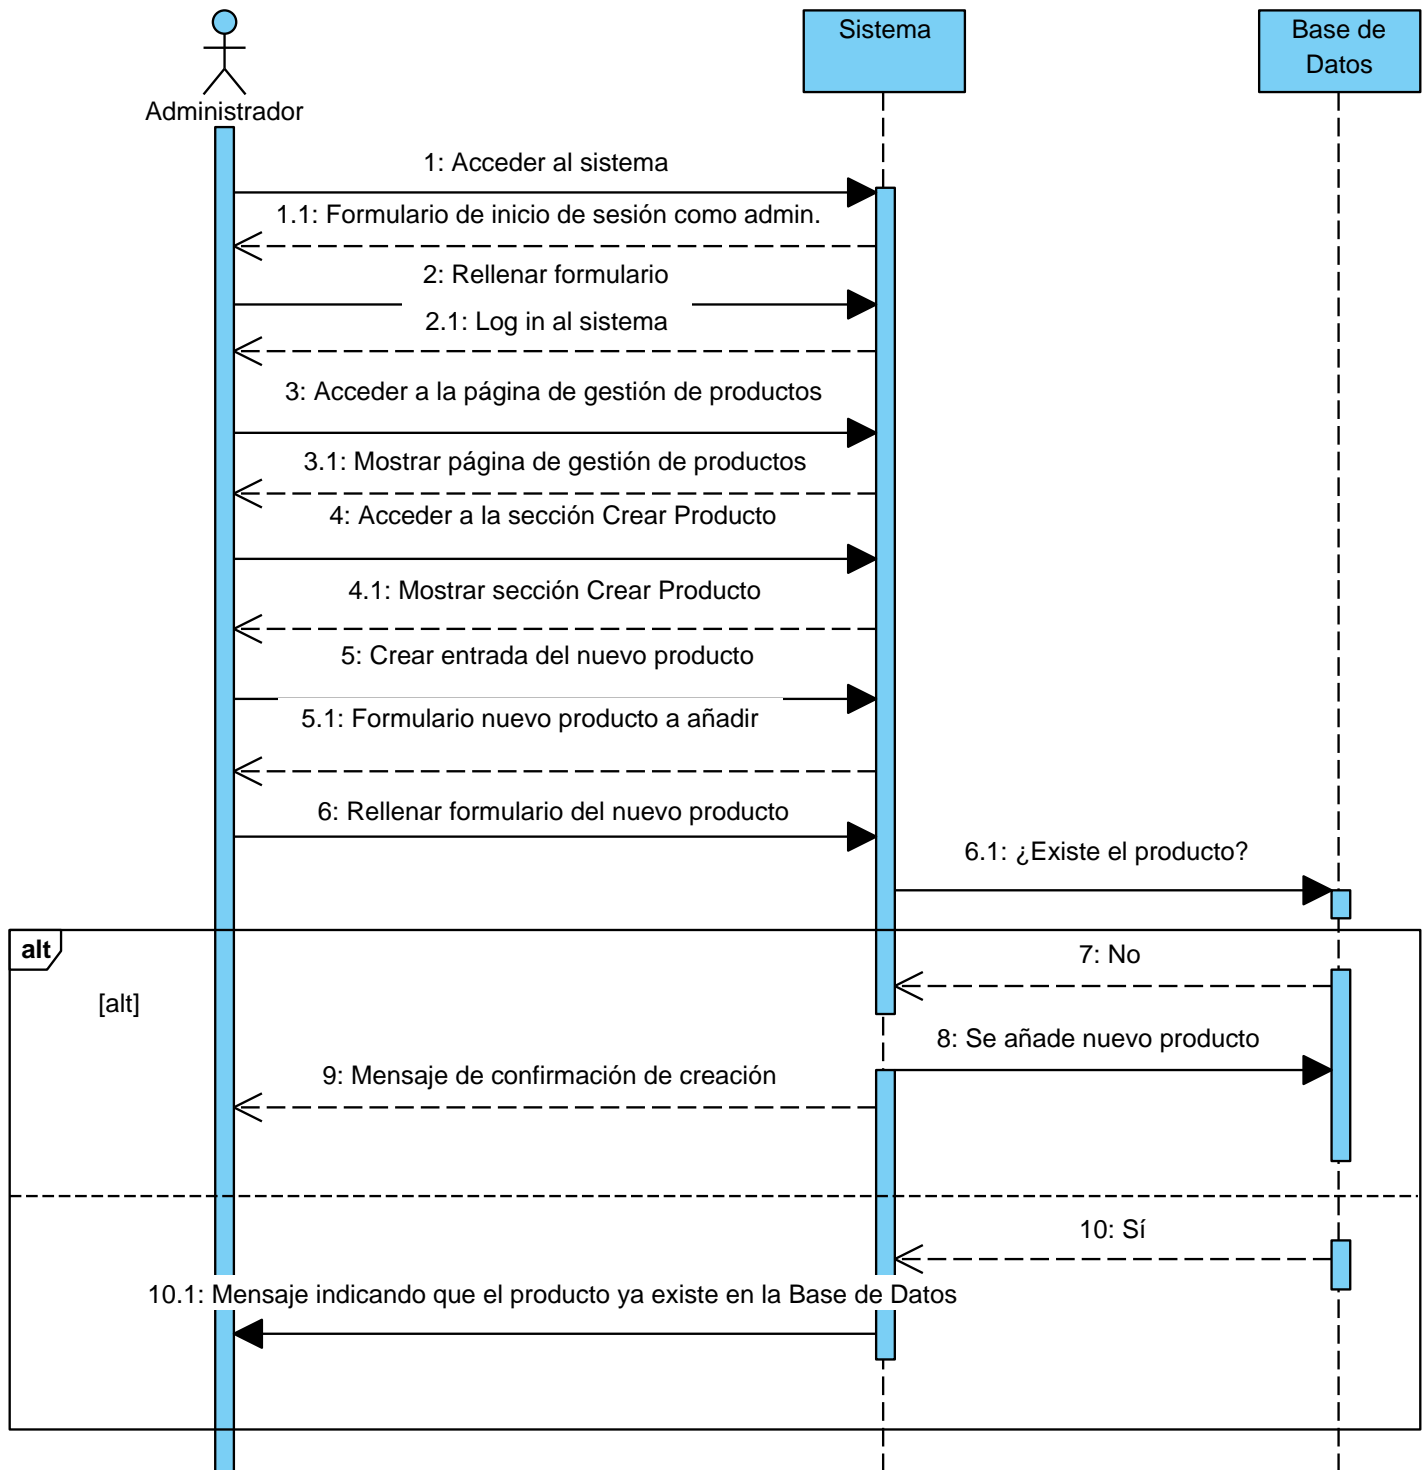 Sistema
Base de
Datos
Administrador
1: Acceder al sistema
1.1: Formulario de inicio de sesión como admin.
2: Rellenar formulario
2.1: Log in al sistema
3: Acceder a la página de gestión de productos
3.1: Mostrar página de gestión de productos
4: Acceder a la sección Crear Producto
4.1: Mostrar sección Crear Producto
5: Crear entrada del nuevo producto
5.1: Formulario nuevo producto a añadir
6: Rellenar formulario del nuevo producto
6.1: ¿Existe el producto?
alt
7: No
[alt]
8: Se añade nuevo producto
9: Mensaje de confirmación de creación
10: Sí
10.1: Mensaje indicando que el producto ya existe en la Base de Datos